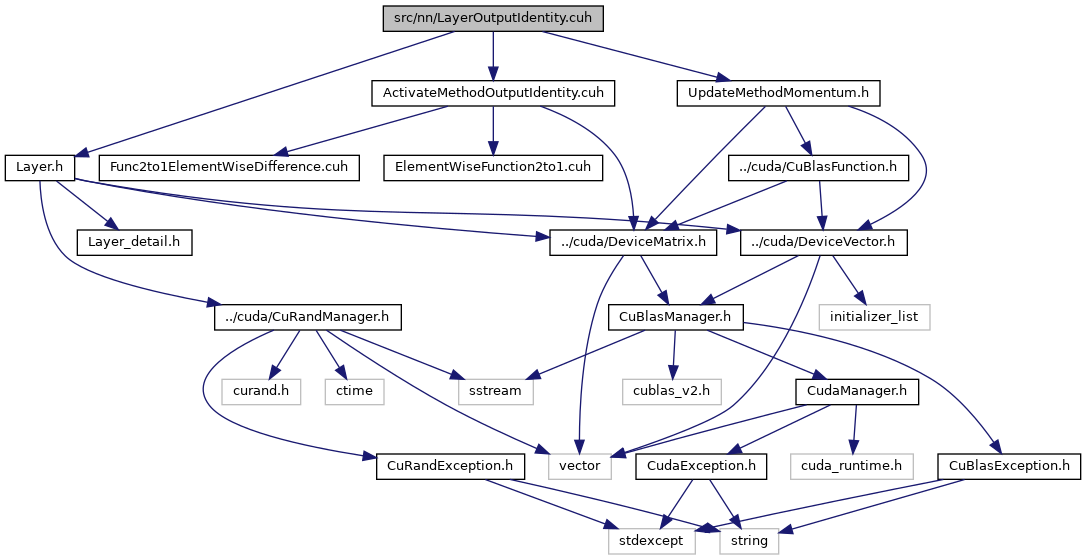 src/nn/LayerOutputIdentity.cuh
ActivateMethodOutputIdentity.cuh
UpdateMethodMomentum.h
Layer.h
Func2to1ElementWiseDifference.cuh
ElementWiseFunction2to1.cuh
../cuda/CuBlasFunction.h
Layer_detail.h
../cuda/DeviceMatrix.h
../cuda/DeviceVector.h
../cuda/CuRandManager.h
CuBlasManager.h
initializer_list
curand.h
ctime
sstream
cublas_v2.h
CudaManager.h
CuRandException.h
vector
CudaException.h
cuda_runtime.h
CuBlasException.h
stdexcept
string